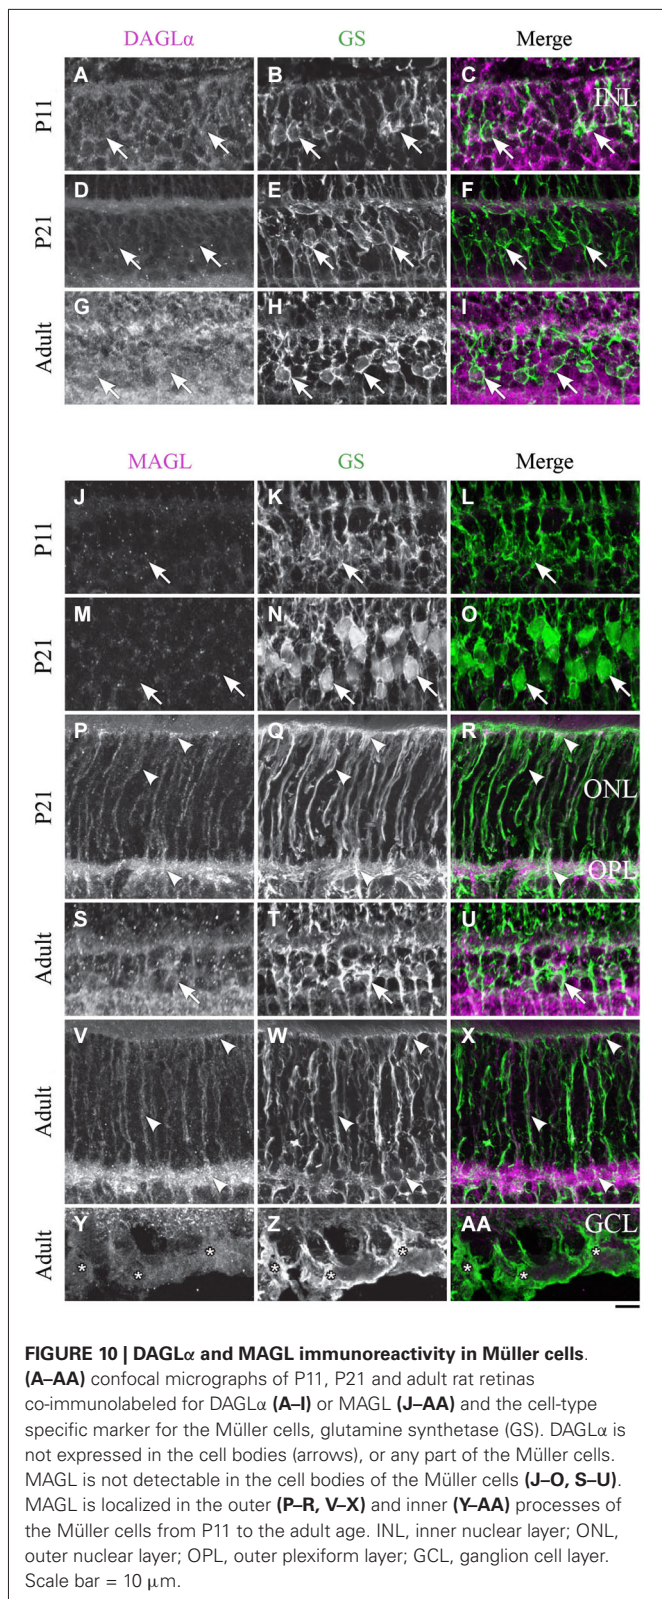 DAGLα GS Merge
P11 A B C INL
P21 D E F
Adult G H I
MAGL GS Merge
P11 J K L
P21 M N O
P21 P Q R ONL OPL
Adult S T U
Adult V W X
Adult Y Z AA GCL
* * * * * * * * *
FIGURE 10 | DAGLα and MAGL immunoreactivity in Müller cells.
(A–AA) confocal micrographs of P11, P21 and adult rat retinas
co-immunolabeled for DAGLα (A–I) or MAGL (J–AA) and the cell-type
specific marker for the Müller cells, glutamine synthetase (GS). DAGLα is
not expressed in the cell bodies (arrows), or any part of the Müller cells.
MAGL is not detectable in the cell bodies of the Müller cells (J–O, S–U).
MAGL is localized in the outer (P–R, V–X) and inner (Y–AA) processes of
the Müller cells from P11 to the adult age. INL, inner nuclear layer; ONL,
outer nuclear layer; OPL, outer plexiform layer; GCL, ganglion cell layer.
Scale bar = 10 μm.